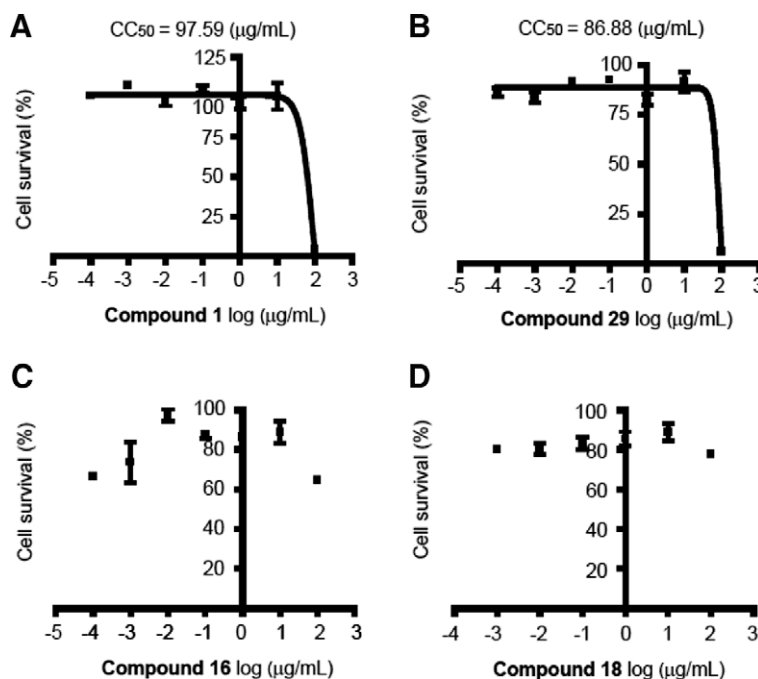 A
CC50 = 97.59 (µg/mL)
Cell survival (%)
125
100
75
50
25
-5 -4 -3 -2 -1 0 1 2 3
Compound 1 log (µg/mL)
B
CC50 = 86.88 (µg/mL)
Cell survival (%)
100
75
50
25
-5 -4 -3 -2 -1 0 1 2 3
Compound 29 log (µg/mL)
C
Cell survival (%)
100
80
60
40
20
-5 -4 -3 -2 -1 0 1 2 3
Compound 16 log (µg/mL)
D
Cell survival (%)
100
80
60
40
20
-4 -3 -2 -1 0 1 2 3
Compound 18 log (µg/mL)